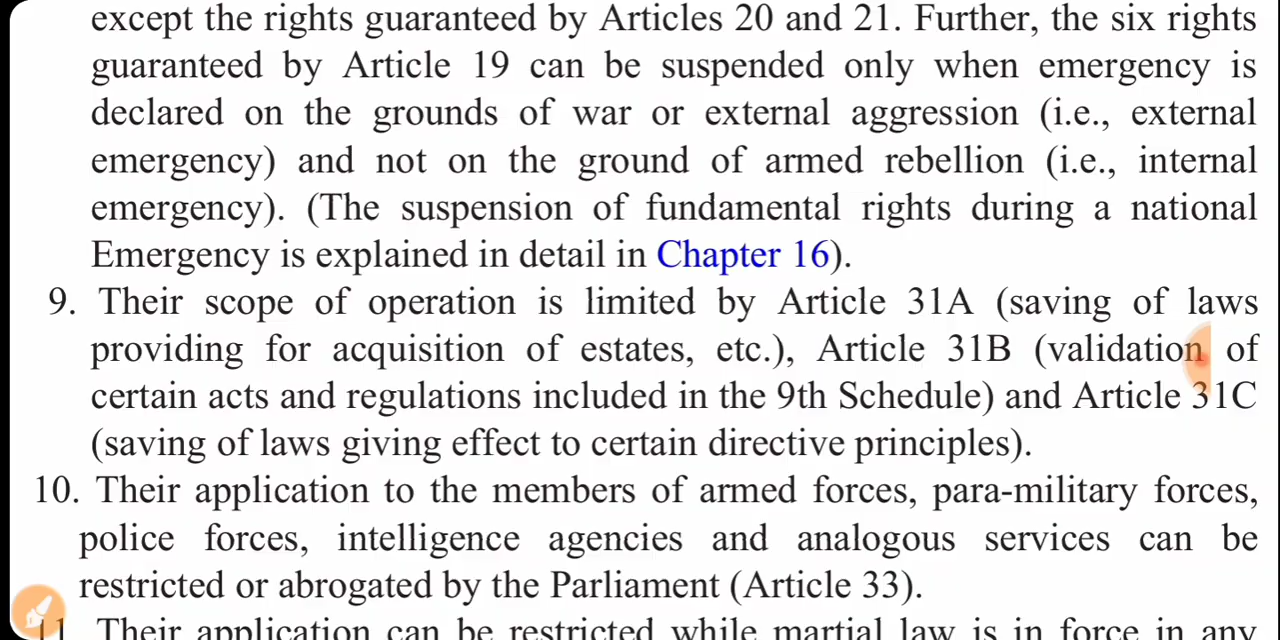 except the rights guaranteed by Articles 20 and 21. Further, the six rights
guaranteed by Article 19 can be suspended only when emergency is
declared on the grounds of war or external aggression (i.e., external
emergency) and not on the ground of armed rebellion (i.e., internal
emergency). (The suspension of fundamental rights during a national
Emergency is explained in detail in Chapter 16).
9. Their scope of operation is limited by Article 31A (saving of laws
providing for acquisition of estates, etc.), Article 31B (validation of
certain acts and regulations included in the 9th Schedule) and Article 31C
(saving of laws giving effect to certain directive principles).
10. Their application to the members of armed forces, para-military forces,
police forces, intelligence agencies and analogous services can be
restricted or abrogated by the Parliament (Article 33).
11. Their application can be restricted while martial law is in force in any